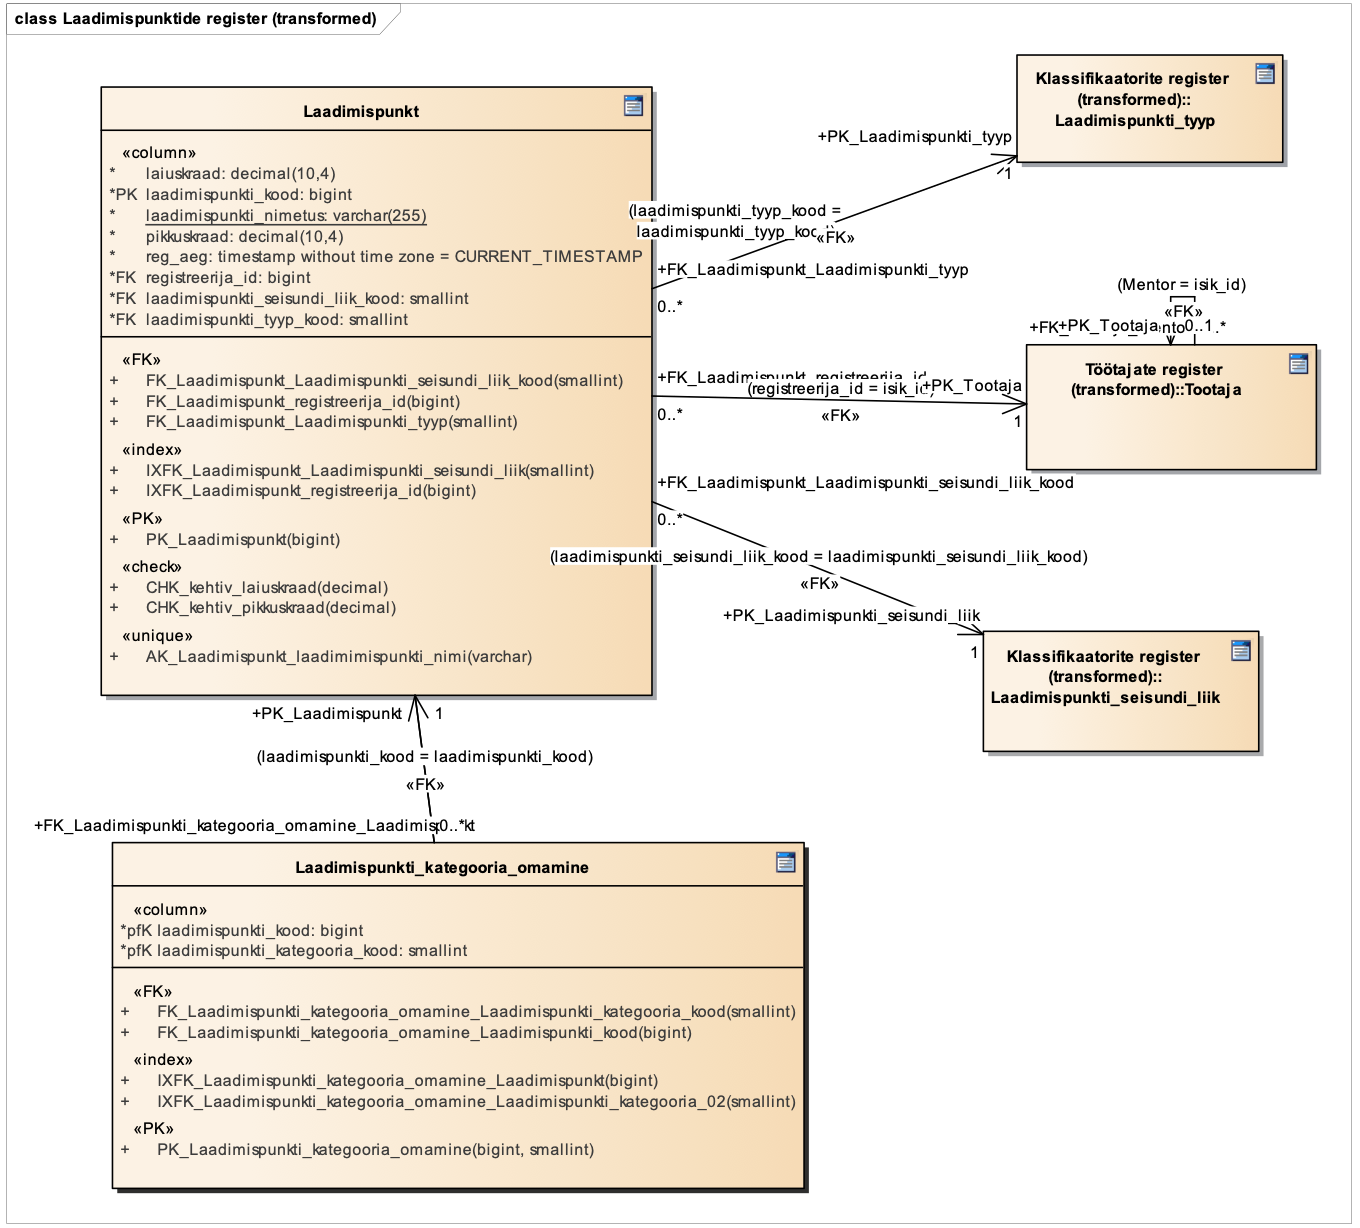 class Laadimispunktide register (transformed)
Laadimispunkt
«column»
* laiuskraad: decimal(10,4)
*PK laadimispunkti_kood: bigint
* laadimispunkti_nimetus: varchar(255)
* pikkuskraad: decimal(10,4)
* reg_aeg: timestamp without time zone = CURRENT_TIMESTAMP
*FK registreerija_id: bigint
*FK laadimispunkti_seisundi_liik_kood: smallint
*FK laadimispunkti_tyyp_kood: smallint
«FK»
+ FK_Laadimispunkt_Laadimispunkti_seisundi_liik_kood(smallint)
+ FK_Laadimispunkt_registreerija_id(bigint)
+ FK_Laadimispunkt_Laadimispunkti_tyyp(smallint)
«index»
+ IXFK_Laadimispunkt_Laadimispunkti_seisundi_liik(smallint)
+ IXFK_Laadimispunkt_registreerija_id(bigint)
«PK»
+ PK_Laadimispunkt(bigint)
«check»
+ CHK_kehtiv_laiuskraad(decimal)
+ CHK_kehtiv_pikkuskraad(decimal)
«unique»
+ AK_Laadimispunkt_laadimimispunkti_nimi(varchar)
Klassifikaatorite register
(transformed)::
Laadimispunkti_tyyp
+PK_Laadimispunkti_tyyp
1
(laadimispunkti_tyyp_kood =
laadimispunkti_tyyp_kood)
«FK»
+FK_Laadimispunkt_Laadimispunkti_tyyp
0..*
(Mentor = isik_id)
«FK»
+PK_Tootaja
0..1
Töötajate register
(transformed)::Tootaja
+FK_Laadimispunkt_registreerija_id
(registreerija_id = isik_id)
+PK_Tootaja
0..*
«FK»
1
+FK_Laadimispunkt_Laadimispunkti_seisundi_liik_kood
0..*
(laadimispunkti_seisundi_liik_kood = laadimispunkti_seisundi_liik_kood)
«FK»
+PK_Laadimispunkti_seisundi_liik
1
Klassifikaatorite register
(transformed)::
Laadimispunkti_seisundi_liik
+PK_Laadimispunkt
1
(laadimispunkti_kood = laadimispunkti_kood)
«FK»
0..*
Laadimispunkti_kategooria_omamine
«column»
*pfK laadimispunkti_kood: bigint
*pfK laadimispunkti_kategooria_kood: smallint
«FK»
+ FK_Laadimispunkti_kategooria_omamine_Laadimispunkti_kategooria_kood(smallint)
+ FK_Laadimispunkti_kategooria_omamine_Laadimispunkti_kood(bigint)
«index»
+ IXFK_Laadimispunkti_kategooria_omamine_Laadimispunkt(bigint)
+ IXFK_Laadimispunkti_kategooria_omamine_Laadimispunkti_kategooria_02(smallint)
«PK»
+ PK_Laadimispunkti_kategooria_omamine(bigint, smallint)